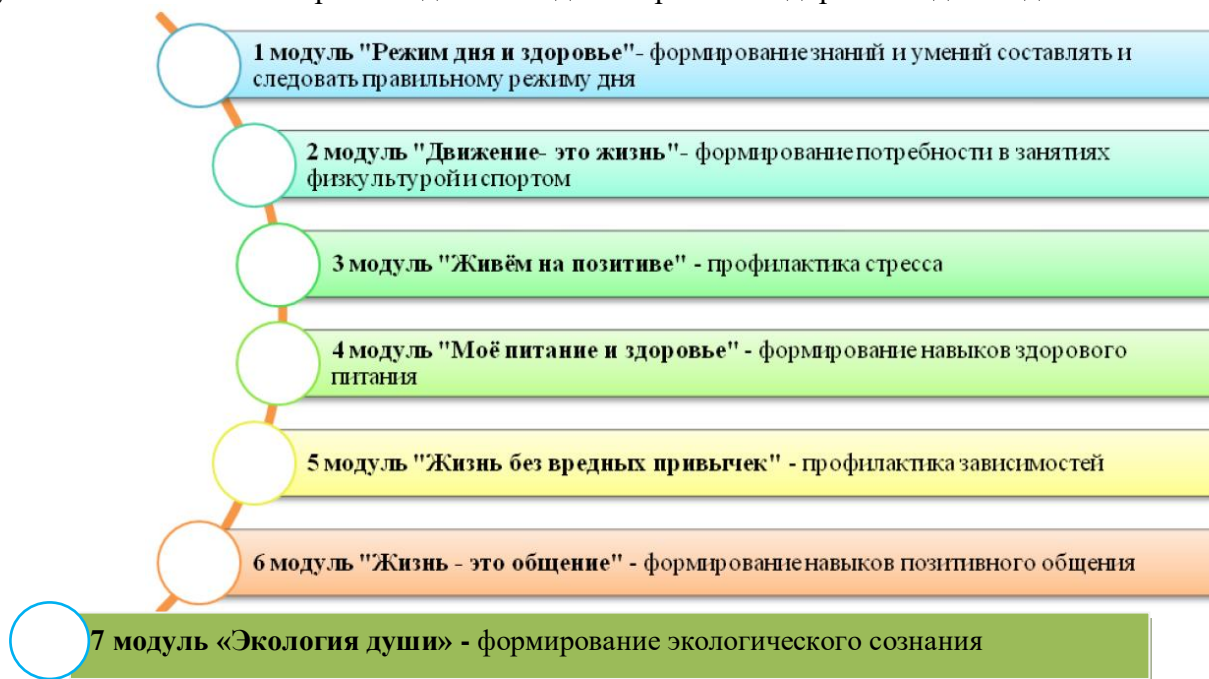 1 модуль "Режим дня и здоровье"- формирование знаний и умений составлять и
следовать правильному режиму дня
2 модуль "Движение- это жизнь"- формирование потребности в занятиях
физкультурой и спортом
3 модуль "Живём на позитиве" - профилактика стресса
4 модуль "Моё питание и здоровье" - формирование навыков здорового
питания
5 модуль "Жизнь без вредных привычек" - профилактика зависимостей
6 модуль "Жизнь - это общение" - формирование навыков позитивного общения
7 модуль «Экология души» - формирование экологического сознания